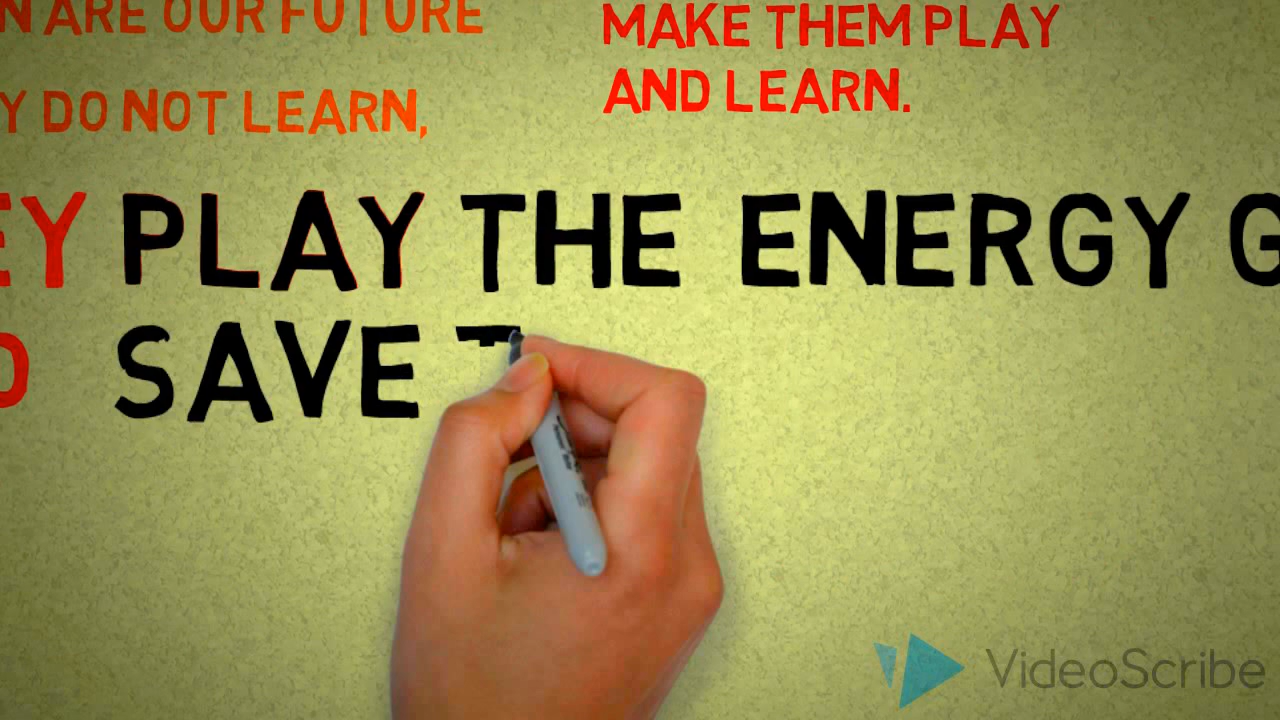 N ARE OUR FUTURE
Y DO NOT LEARN,
MAKE THEM PLAY
AND LEARN.
EY PLAY THE ENERGY G
D SAVE T
VideoScribe